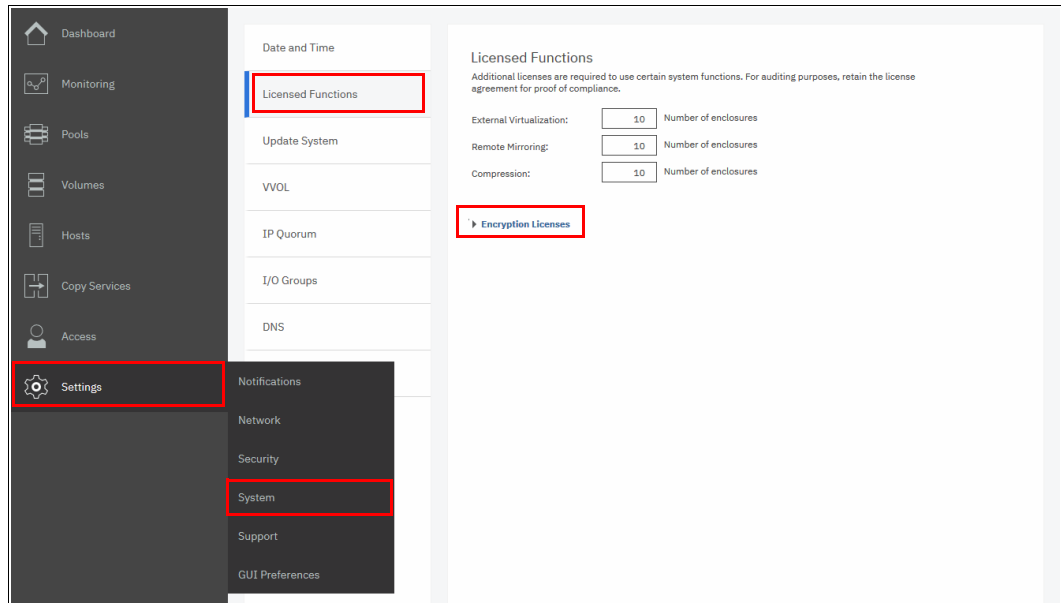 Dashboard
Monitoring
Pools
Volumes
Hosts
Copy Services
Access
Settings
Notifications
Network
Security
System
Support
GUI Preferences
Date and Time
Licensed Functions
Update System
VVOL
IP Quorum
I/O Groups
DNS
Licensed Functions
Additional licenses are required to use certain system functions. For auditing purposes, retain the license
agreement for proof of compliance.
External Virtualization: 10 Number of enclosures
Remote Mirroring: 10 Number of enclosures
Compression: 10 Number of enclosures
Encryption Licenses